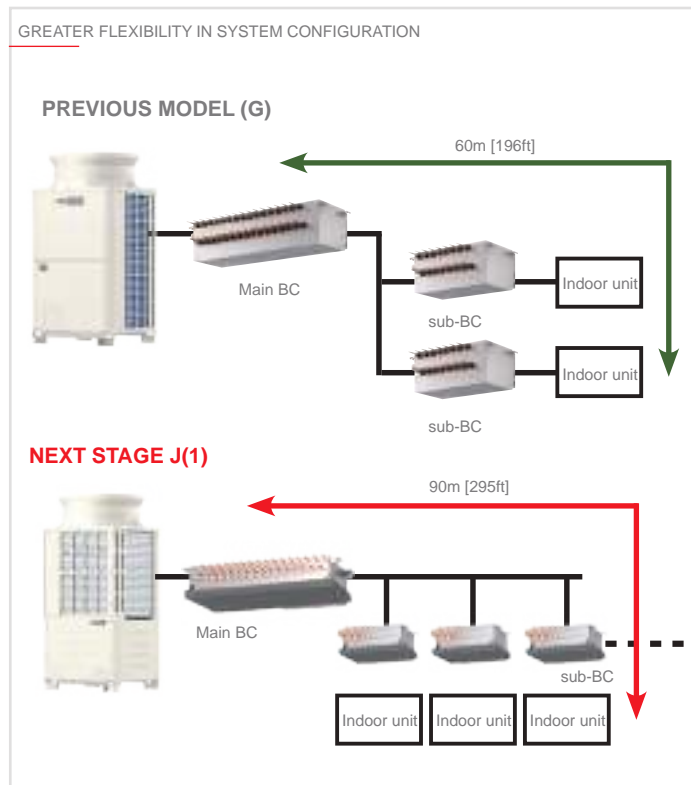 GREATER FLEXIBILITY IN SYSTEM CONFIGURATION
PREVIOUS MODEL (G)
60m [196ft]
Main BC
Indoor unit
sub-BC
Indoor unit
sub-BC
NEXT STAGE J(1)
90m [295ft]
Main BC
sub-BC
Indoor unit
Indoor unit
Indoor unit